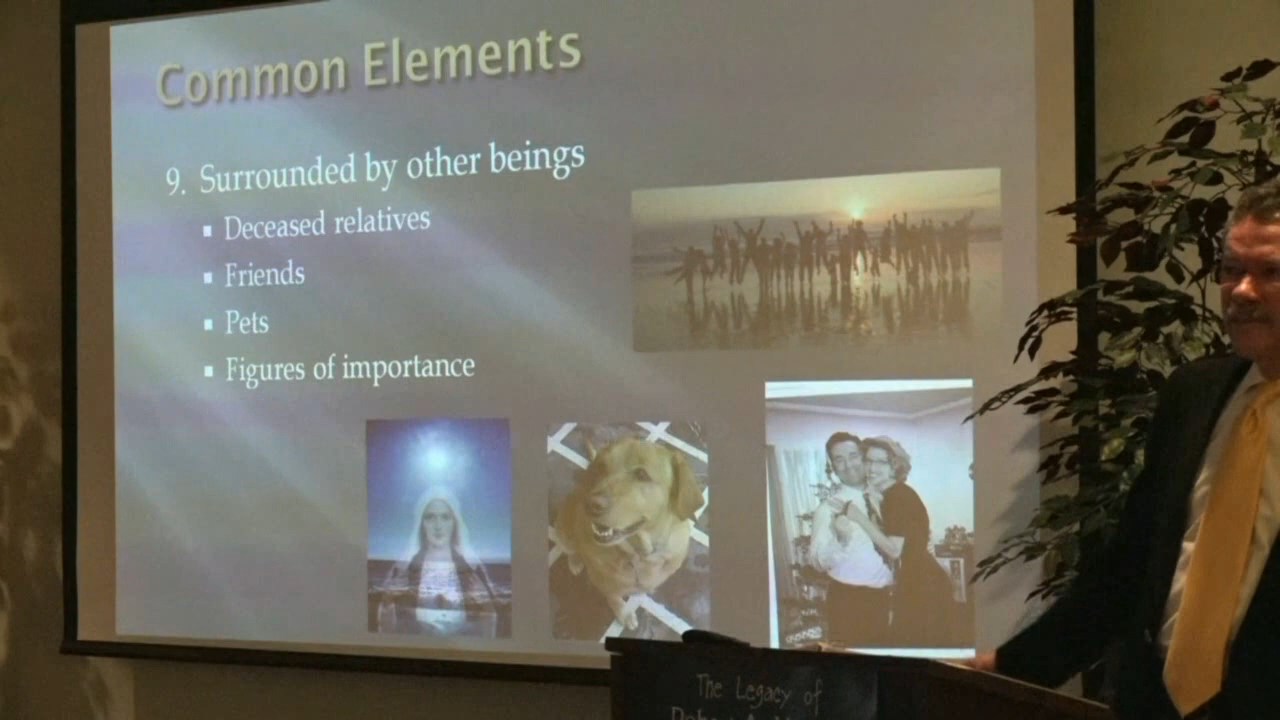 Common Elements
9. Surrounded by other beings
▪ Deceased relatives
▪ Friends
▪ Pets
▪ Figures of importance
The Legacy of